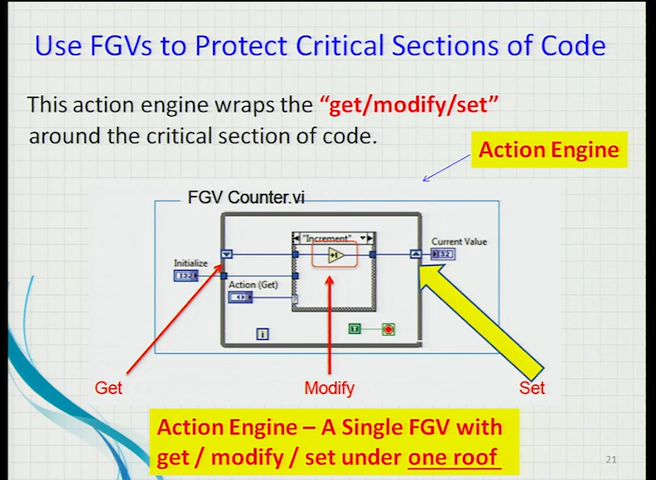 Use FGVs to Protect Critical Sections of Code
This action engine wraps the “get/modify/set”
around the critical section of code.
Action Engine
FGV Counter.vi
"Increment"
Current Value
Initialize
Action (Get)
+1
i
Get
Modify
Set
Action Engine – A Single FGV with
get / modify / set under one roof
21